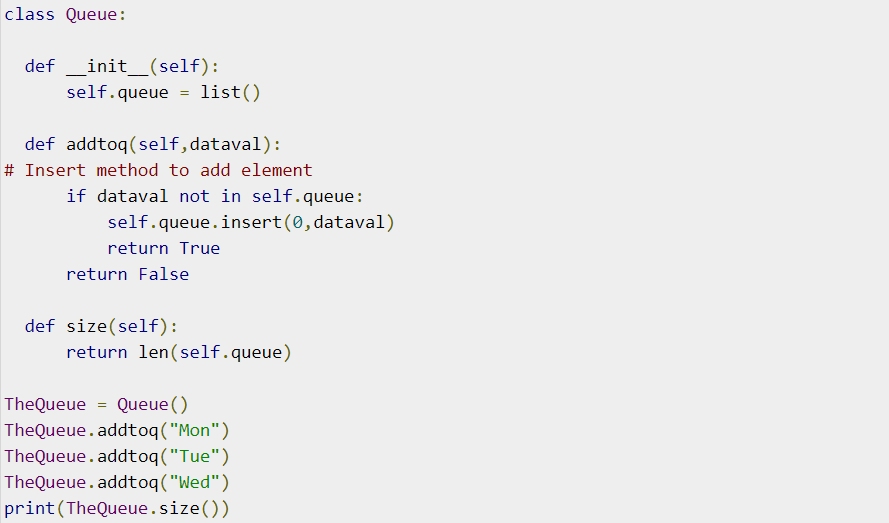 class Queue:
  def __init__(self):
      self.queue = list()
  def addtoq(self,dataval):
# Insert method to add element
      if dataval not in self.queue:
          self.queue.insert(0,dataval)
          return True
      return False
  def size(self):
      return len(self.queue)
TheQueue = Queue()
TheQueue.addtoq("Mon")
TheQueue.addtoq("Tue")
TheQueue.addtoq("Wed")
print(TheQueue.size())